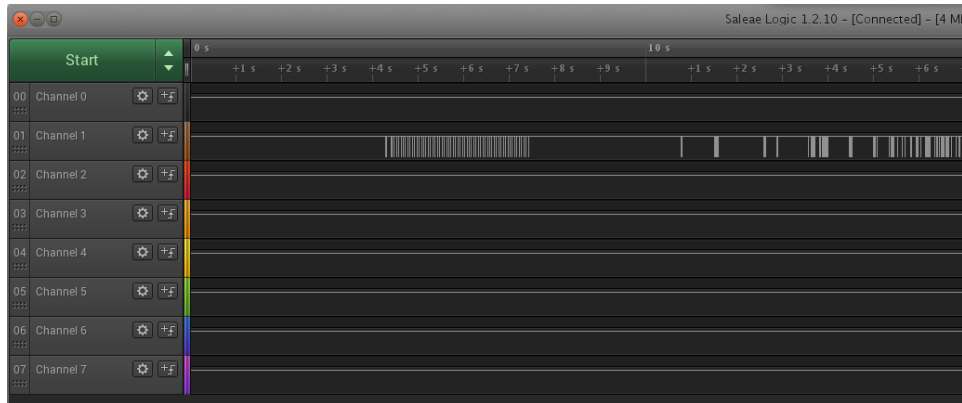 Saleae Logic 1.2.10 - [Connected] - [4 M
Start
0 s
10 s
+1 s +2 s +3 s +4 s +5 s +6 s +7 s +8 s +9 s +1 s +2 s +3 s +4 s +5 s +6 s
00 Channel 0
01 Channel 1
02 Channel 2
03 Channel 3
04 Channel 4
05 Channel 5
06 Channel 6
07 Channel 7